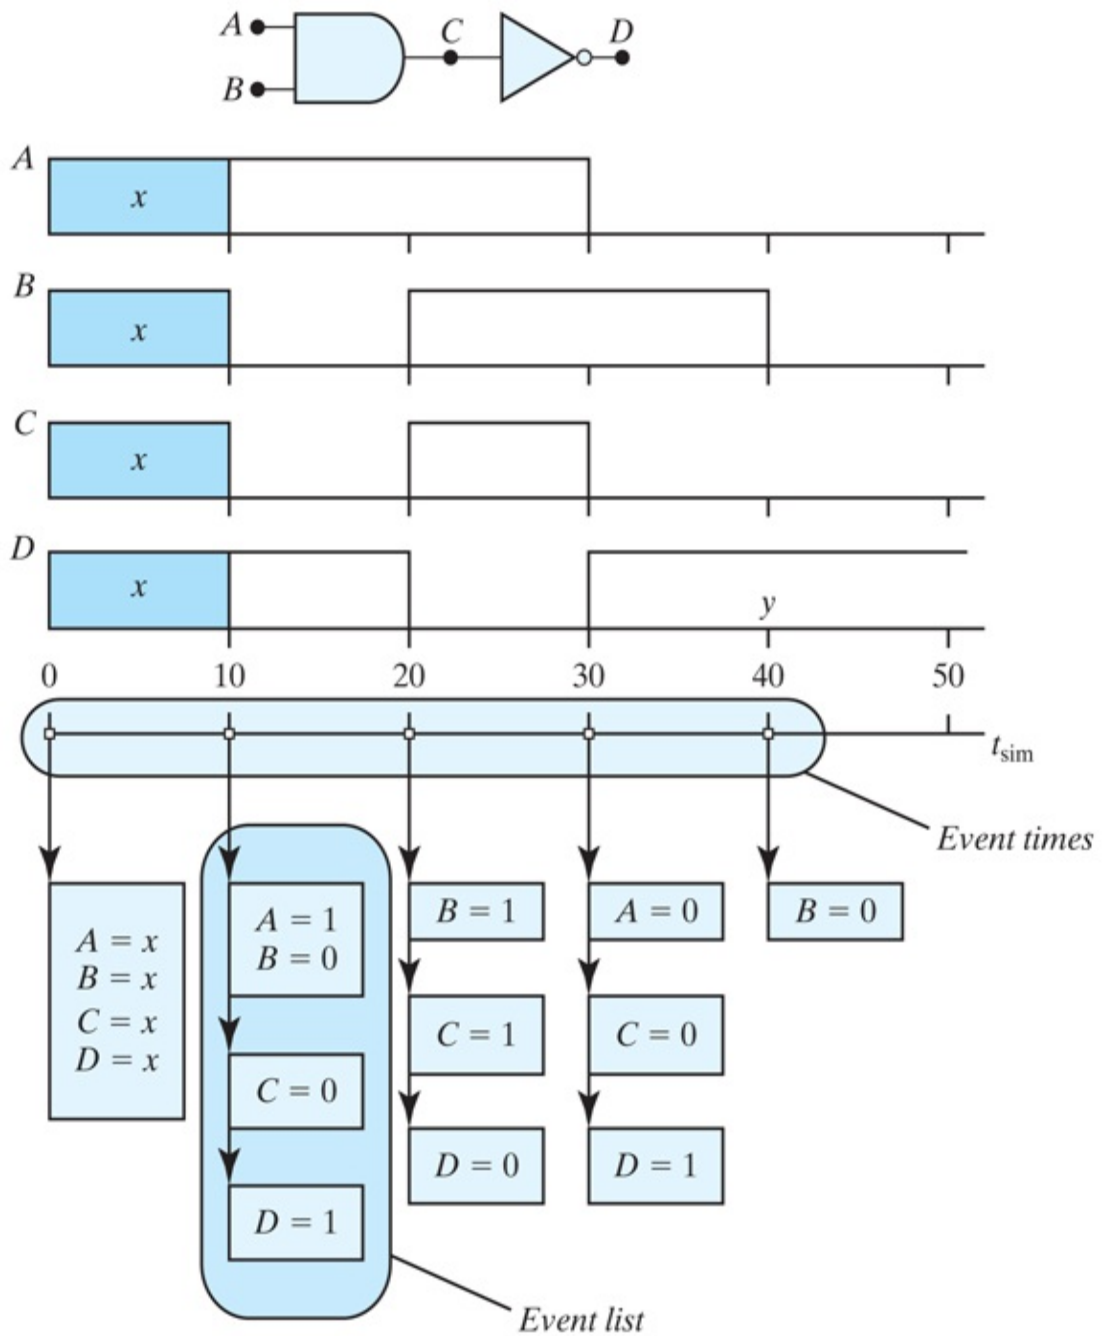 A
C
D
B
A
x
B
x
C
x
D
x
y
0 10 20 30 40 50
t_sim
Event times
A = x
B = x
C = x
D = x
A = 1
B = 0
C = 0
D = 1
B = 1
C = 1
D = 0
A = 0
C = 0
D = 1
B = 0
Event list